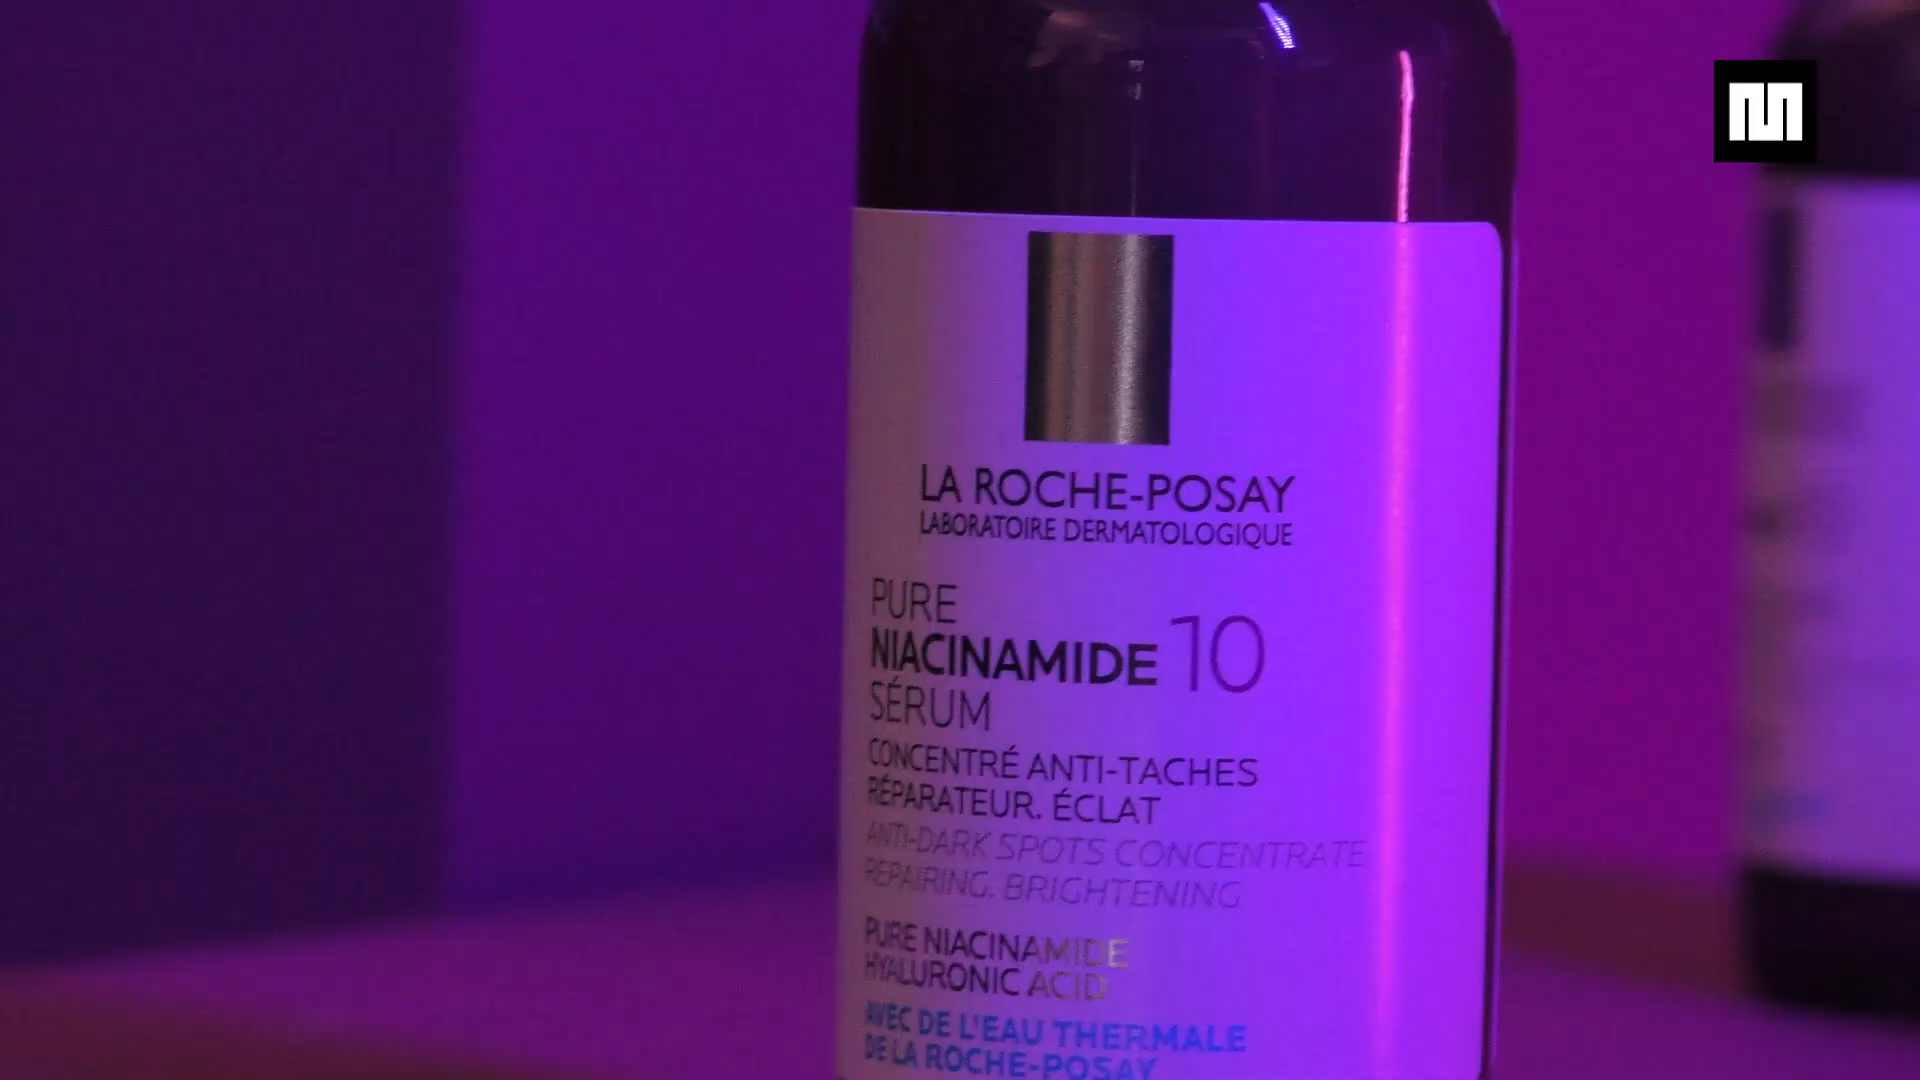 LA ROCHE-POSAY
LABORATOIRE DERMATOLOGIQUE
PURE
NIACINAMIDE 10
SÉRUM
CONCENTRÉ ANTI-TACHES
RÉPARATEUR. ÉCLAT
ANTI-DARK SPOTS CONCENTRATE
REPAIRING. BRIGHTENING
PURE NIACINAMIDE
HYALURONIC ACID
AVEC DE L'EAU THERMALE
DE LA ROCHE-POSAY